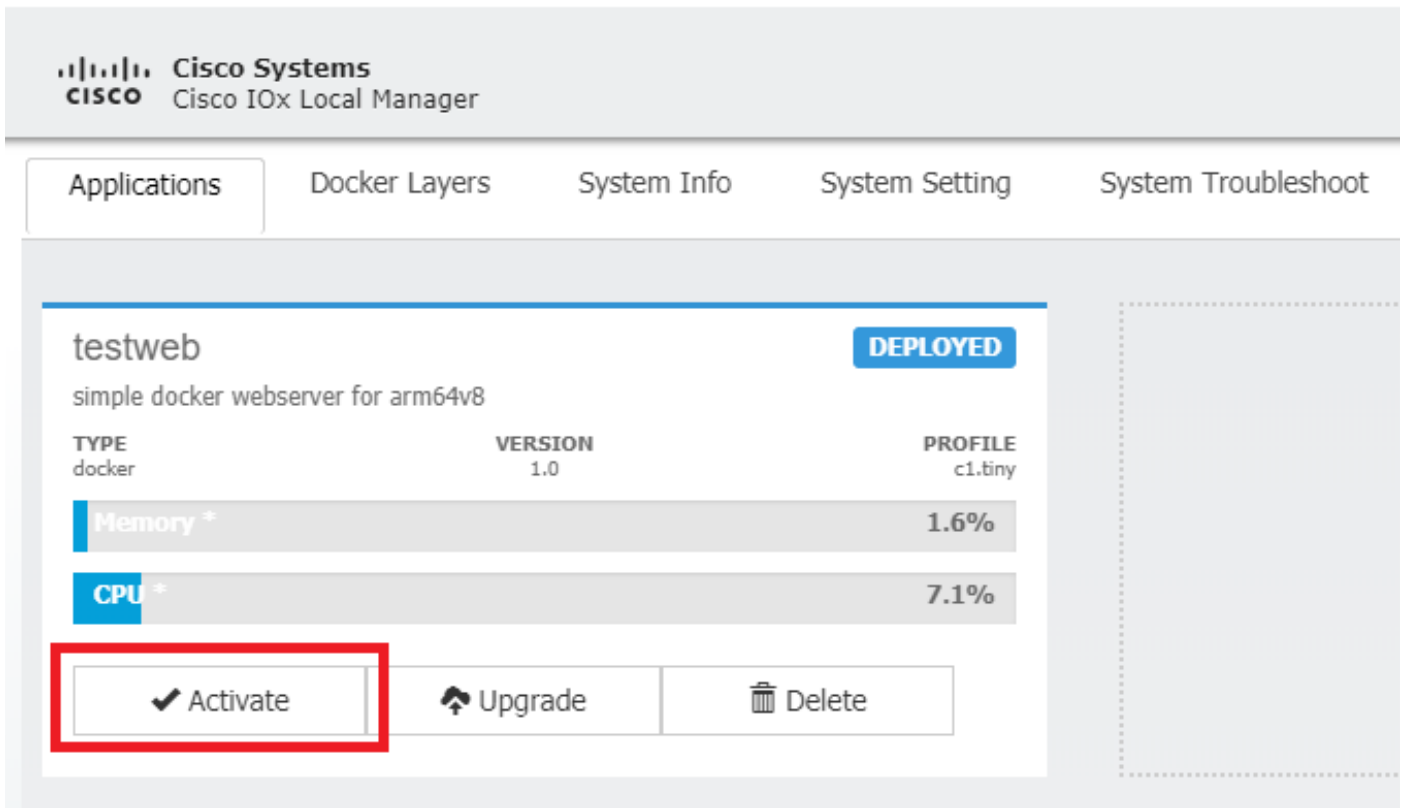 Cisco Systems
CISCO Cisco IOx Local Manager
Applications Docker Layers System Info System Setting System Troubleshoot
testweb DEPLOYED
simple docker webserver for arm64v8
TYPE VERSION PROFILE
docker 1.0 c1.tiny
Memory * 1.6%
CPU * 7.1%
Activate Upgrade Delete